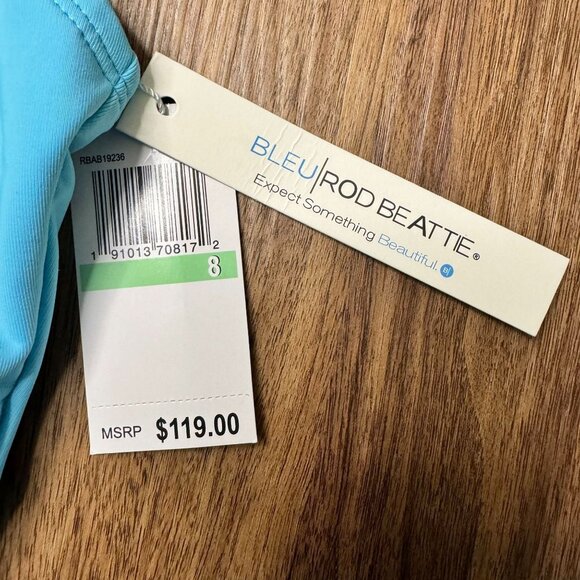 BLEU|ROD BEATTIE®
Expect Something Beautiful. B|
RBAB19236
1 91013 70817 2
8
MSRP $119.00